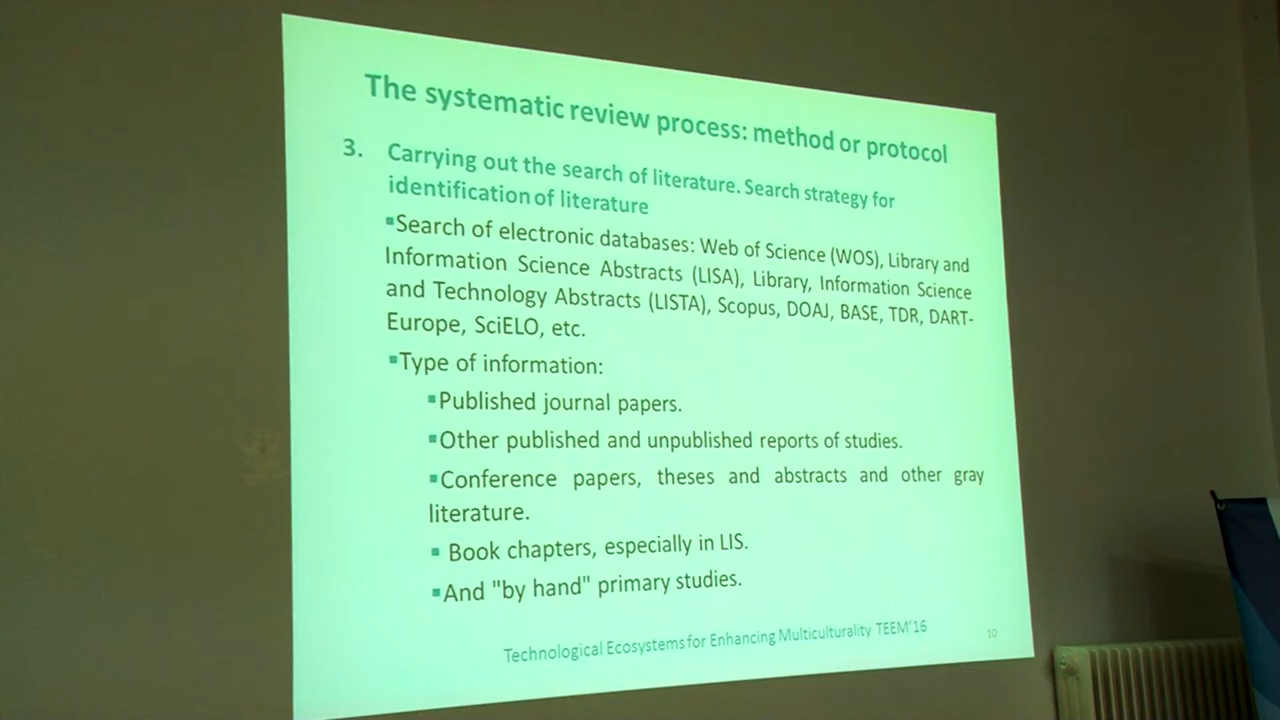 The systematic review process: method or protocol
3. Carrying out the search of literature. Search strategy for
identification of literature
▪Search of electronic databases: Web of Science (WOS), Library and
Information Science Abstracts (LISA), Library, Information Science
and Technology Abstracts (LISTA), Scopus, DOAJ, BASE, TDR, DART-
Europe, SciELO, etc.
▪Type of information:
▪Published journal papers.
▪Other published and unpublished reports of studies.
▪Conference papers, theses and abstracts and other gray
literature.
▪ Book chapters, especially in LIS.
▪And "by hand" primary studies.
Technological Ecosystems for Enhancing Multiculturality TEEM'16
10